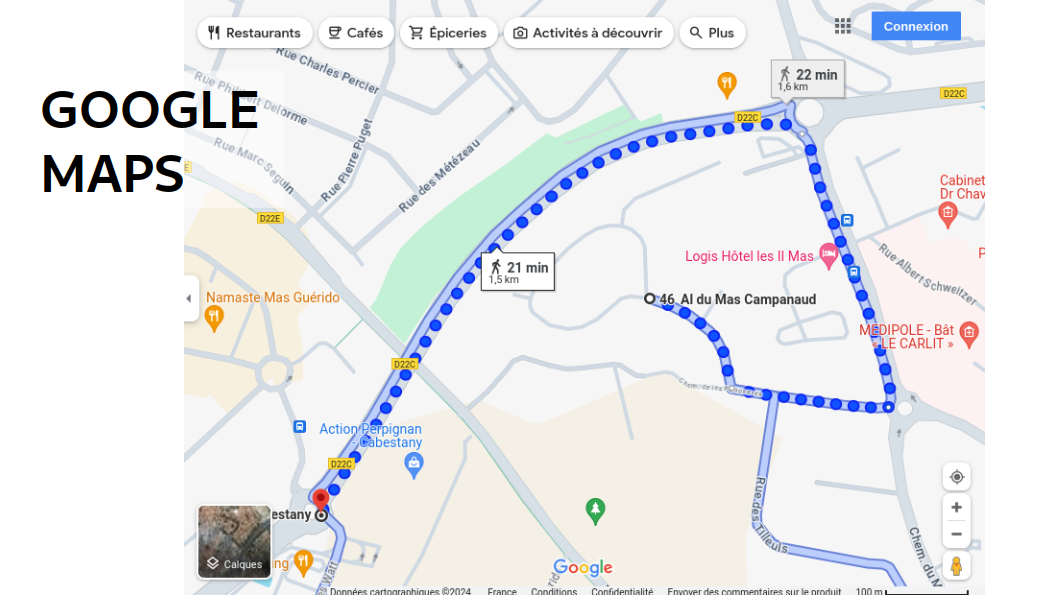 GOOGLE
MAPS
Restaurants
Cafés
Épiceries
Activités à découvrir
Plus
Connexion
Rue Charles Percier
22 min
1,6 km
Rue Philibert Delorme
D22C
D22C
Rue Marc Seguin
Rue Pierre Puget
Rue des Métézeau
Cabinet
Dr Chav
D22E
Logis Hôtel les II Mas
Rue Albert Schweitzer
21 min
1,5 km
Namaste Mas Guérido
46 Al du Mas Campanaud
MEDIPOLE - Bât
« LE CARLIT »
D22C
Action Perpignan
- Cabestany
D22C
Rue des Tilleuls
estany
Chem. du M
Calques
ing
Google
Données cartographiques ©2024
France
Conditions
Confidentialité
Envoyer des commentaires sur le produit
100 m